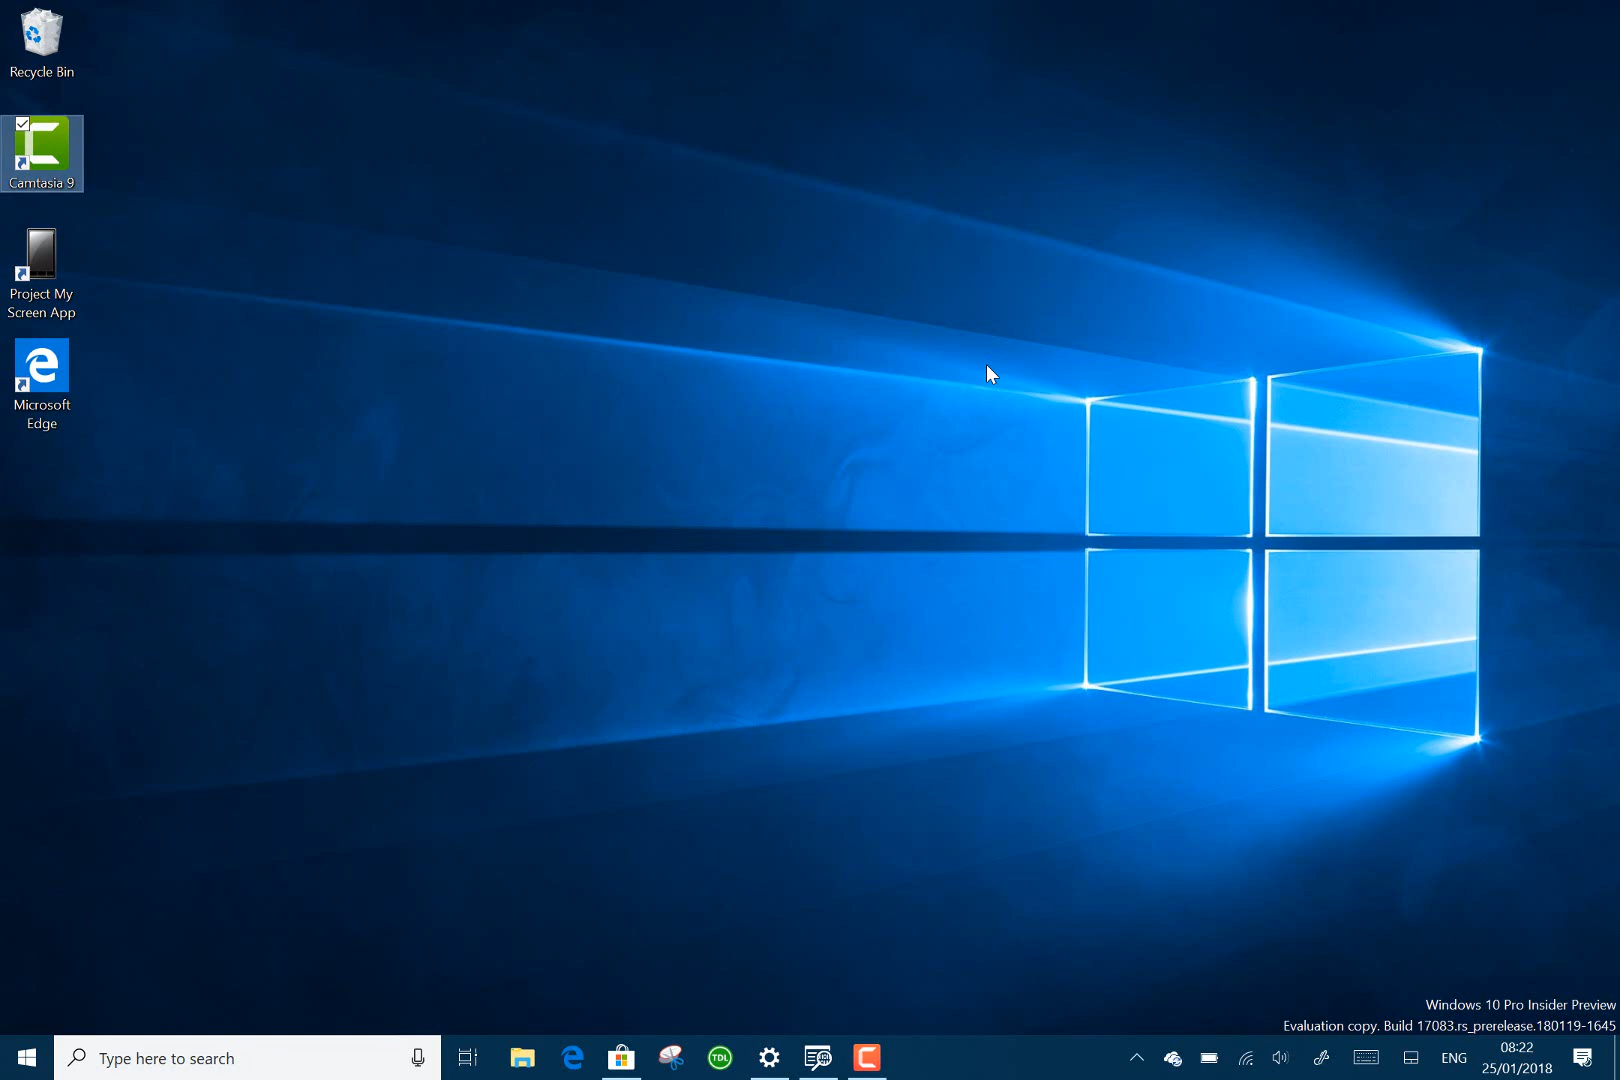 Recycle Bin
Camtasia 9
Project My
Screen App
Microsoft
Edge
Windows 10 Pro Insider Preview
Evaluation copy. Build 17083.rs_prerelease.180119-1645
Type here to search
TDL
ENG
08:22
25/01/2018